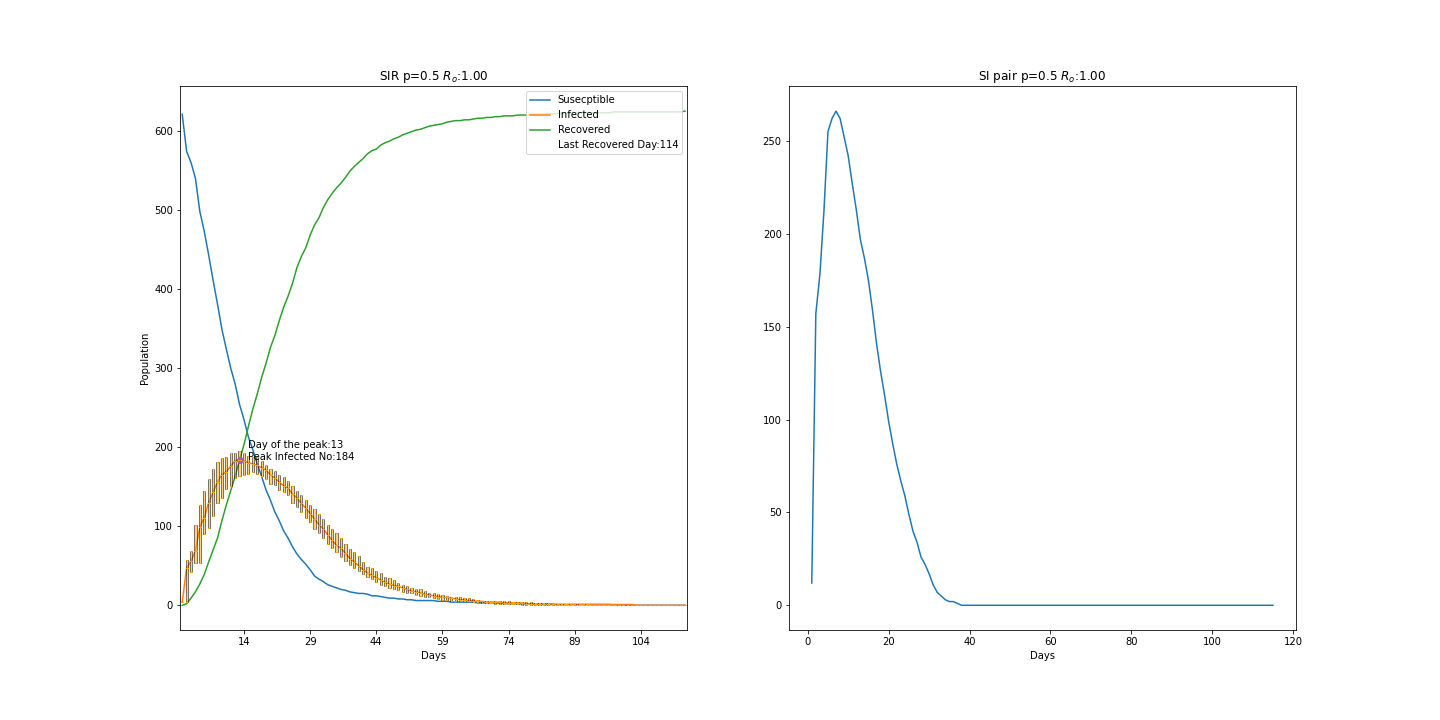 SIR p=0.5 Rₒ:1.00
Susecptible
Infected
Recovered
Last Recovered Day:114
600
500
400
300
200
100
0
Population
Day of the peak:13
Peak Infected No:184
14 29 44 59 74 89 104
Days
SI pair p=0.5 Rₒ:1.00
250
200
150
100
50
0
0 20 40 60 80 100 120
Days